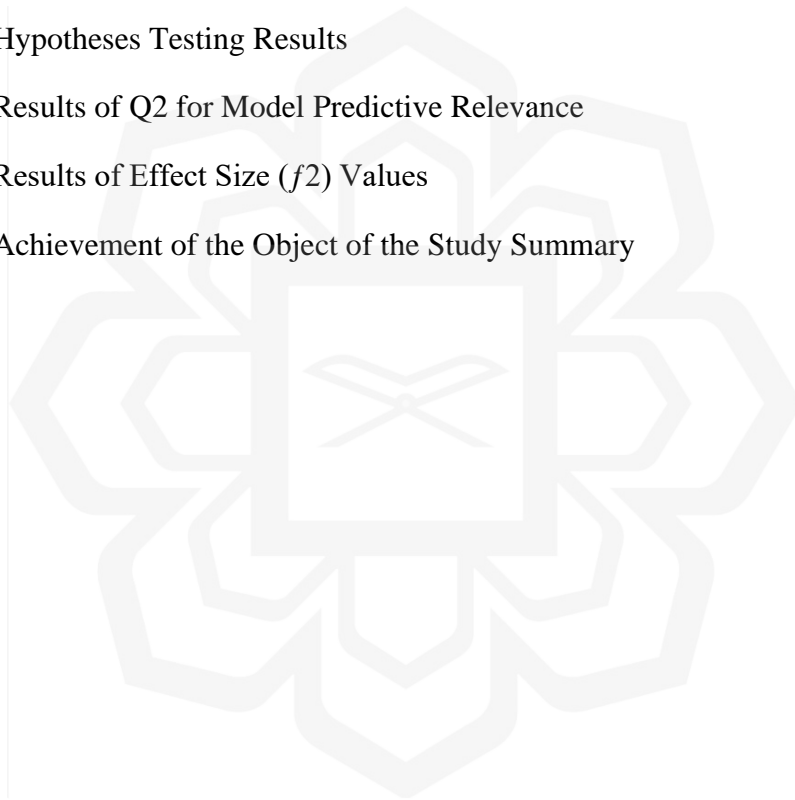 Hypotheses Testing Results
Results of Q2 for Model Predictive Relevance
Results of Effect Size (ƒ2) Values
Achievement of the Object of the Study Summary